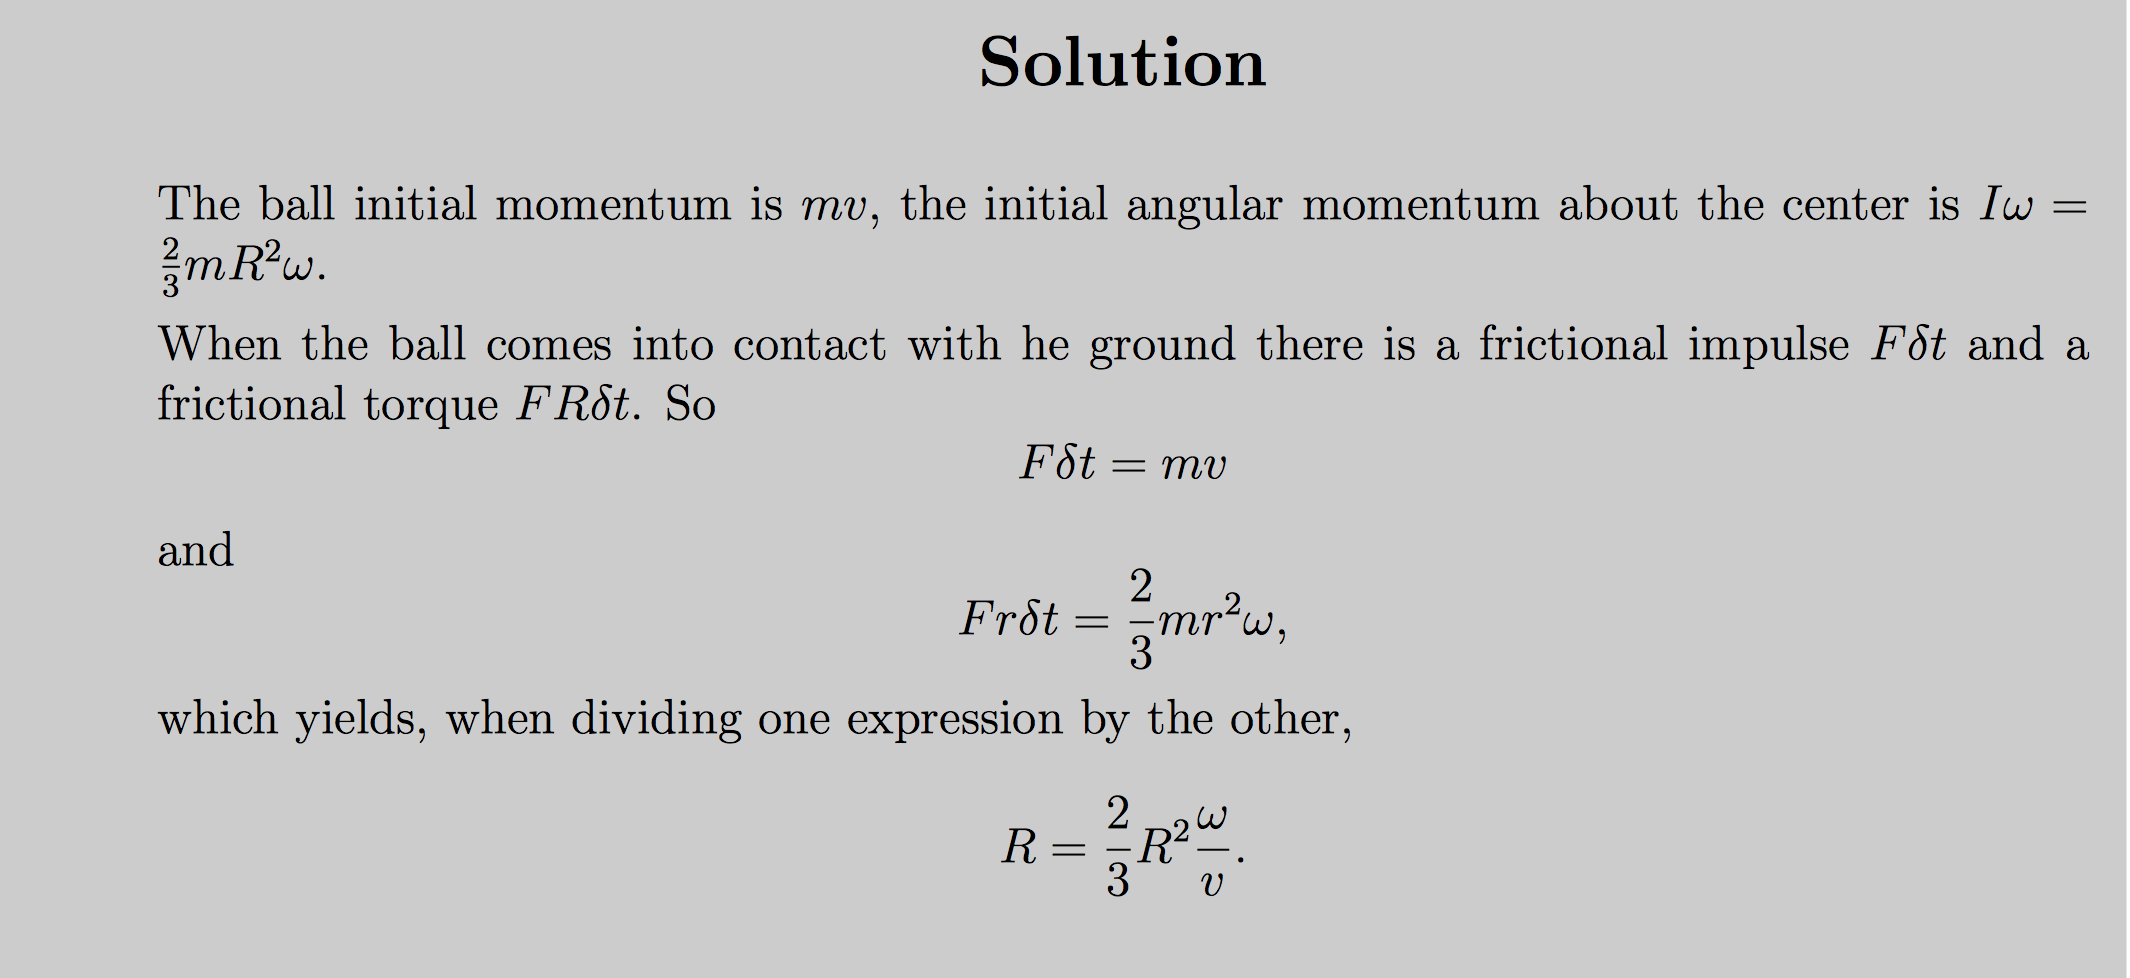 Solution
The ball initial momentum is $mv$, the initial angular momentum about the center is $I\omega =$
$\frac{2}{3}mR^2\omega$.
When the ball comes into contact with he ground there is a frictional impulse $F\delta t$ and a
frictional torque $FR\delta t$. So
$F\delta t = mv$
and
$Fr\delta t = \frac{2}{3}mr^2\omega,$
which yields, when dividing one expression by the other,
$R = \frac{2}{3}R^2\frac{\omega}{v}.$